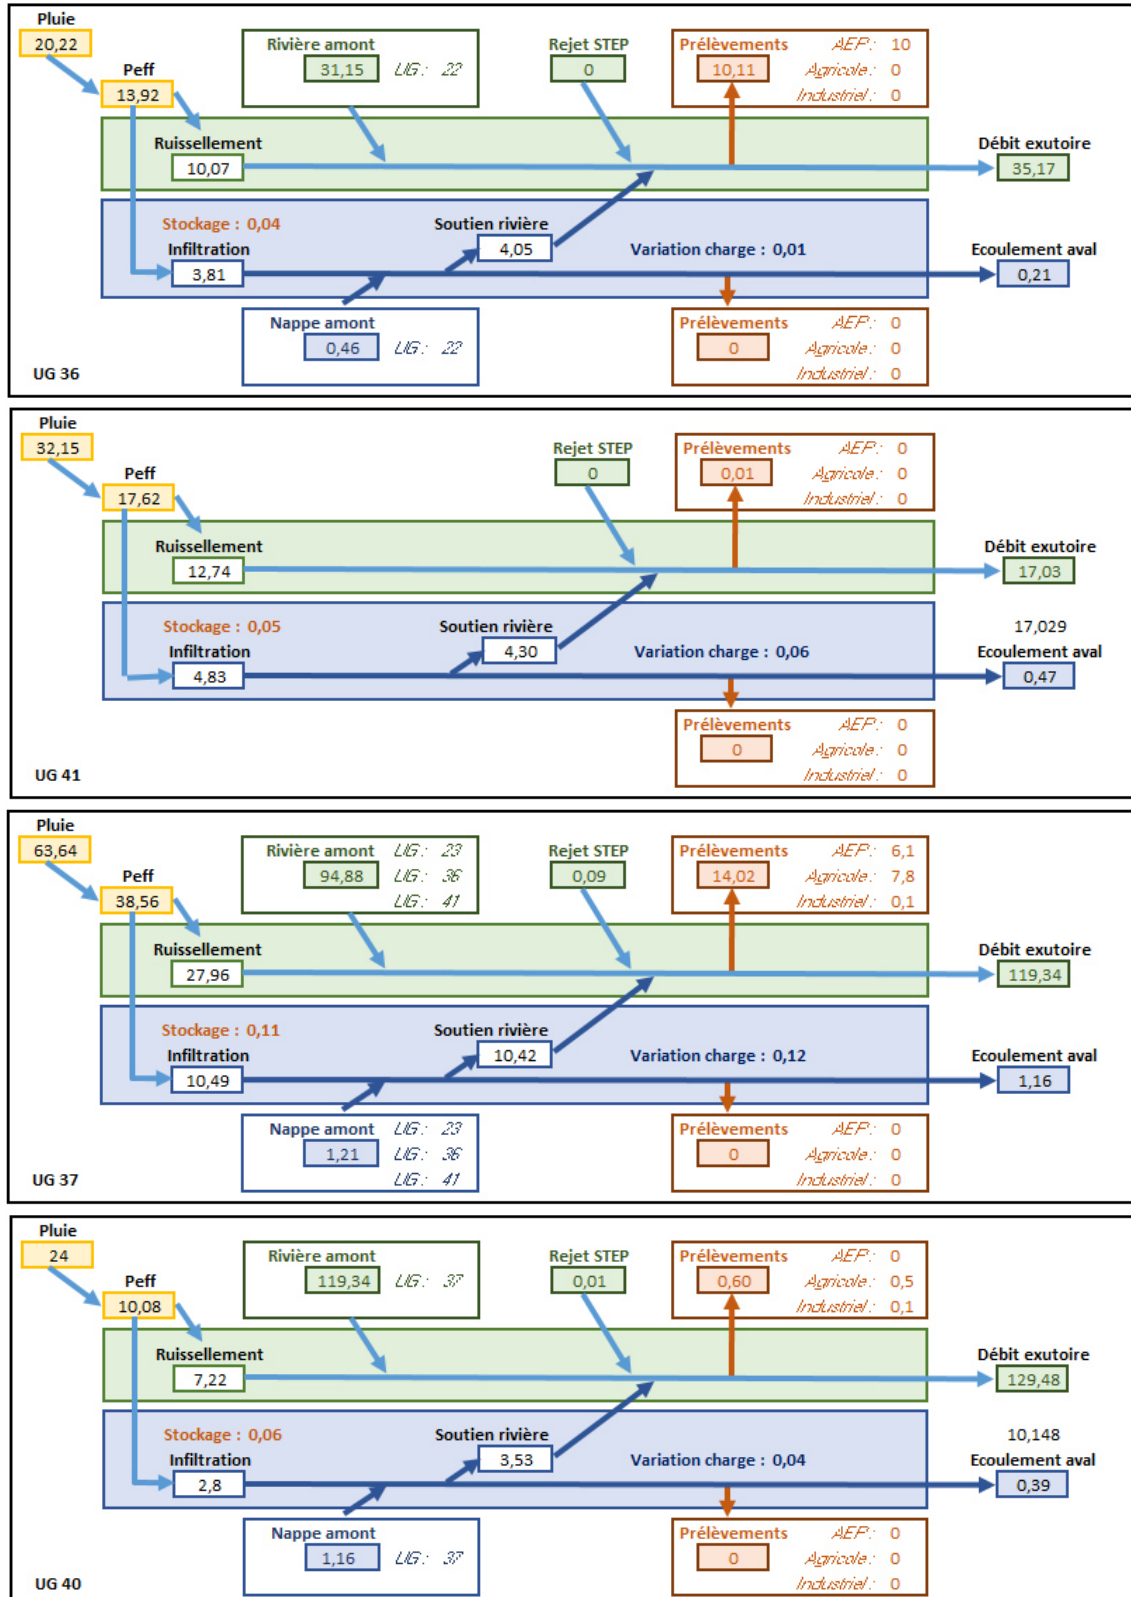 Pluie
20,22
Peff
13,92
Rivière amont
31,15 UG : 22
Rejet STEP
0
Prélèvements AEP : 10
10,11 Agricole : 0
Industriel : 0
Ruissellement
10,07
Débit exutoire
35,17
Stockage : 0,04
Infiltration
3,81
Soutien rivière
4,05
Variation charge : 0,01
Ecoulement aval
0,21
Nappe amont
0,46 UG : 22
Prélèvements AEP : 0
0 Agricole : 0
Industriel : 0
UG 36
Pluie
32,15
Peff
17,62
Rejet STEP
0
Prélèvements AEP : 0
0,01 Agricole : 0
Industriel : 0
Ruissellement
12,74
Débit exutoire
17,03
Stockage : 0,05
Infiltration
4,83
Soutien rivière
4,30
Variation charge : 0,06
17,029
Ecoulement aval
0,47
Prélèvements AEP : 0
0 Agricole : 0
Industriel : 0
UG 41
Pluie
63,64
Peff
38,56
Rivière amont UG : 23
94,88 UG : 36
UG : 41
Rejet STEP
0,09
Prélèvements AEP : 6,1
14,02 Agricole : 7,8
Industriel : 0,1
Ruissellement
27,96
Débit exutoire
119,34
Stockage : 0,11
Infiltration
10,49
Soutien rivière
10,42
Variation charge : 0,12
Ecoulement aval
1,16
Nappe amont UG : 23
1,21 UG : 36
UG : 41
Prélèvements AEP : 0
0 Agricole : 0
Industriel : 0
UG 37
Pluie
24
Peff
10,08
Rivière amont
119,34 UG : 37
Rejet STEP
0,01
Prélèvements AEP : 0
0,60 Agricole : 0,5
Industriel : 0,1
Ruissellement
7,22
Débit exutoire
129,48
Stockage : 0,06
Infiltration
2,8
Soutien rivière
3,53
Variation charge : 0,04
10,148
Ecoulement aval
0,39
Nappe amont
1,16 UG : 37
Prélèvements AEP : 0
0 Agricole : 0
Industriel : 0
UG 40